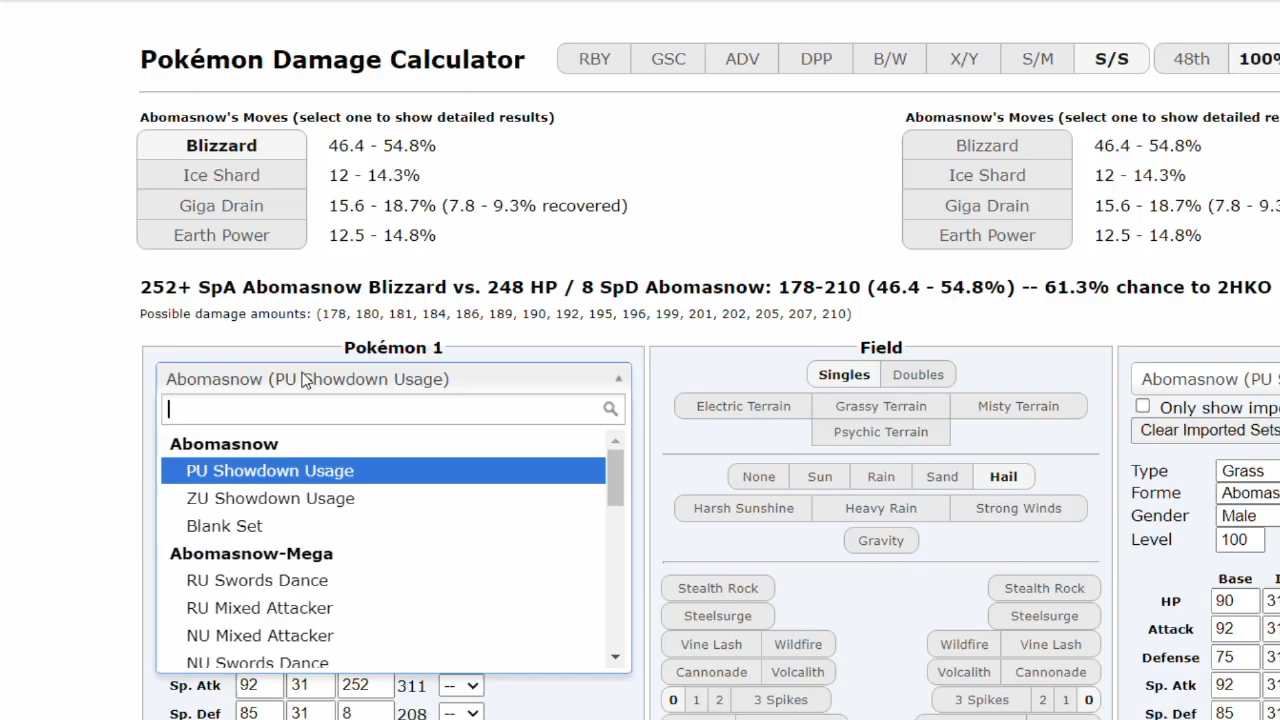 Pokémon Damage Calculator
RBY GSC ADV DPP B/W X/Y S/M S/S 48th 100%
Abomasnow's Moves (select one to show detailed results)
Blizzard 46.4 - 54.8%
Ice Shard 12 - 14.3%
Giga Drain 15.6 - 18.7% (7.8 - 9.3% recovered)
Earth Power 12.5 - 14.8%
Abomasnow's Moves (select one to show detailed re
Blizzard 46.4 - 54.8%
Ice Shard 12 - 14.3%
Giga Drain 15.6 - 18.7% (7.8 - 9.3
Earth Power 12.5 - 14.8%
252+ SpA Abomasnow Blizzard vs. 248 HP / 8 SpD Abomasnow: 178-210 (46.4 - 54.8%) -- 61.3% chance to 2HKO
Possible damage amounts: (178, 180, 181, 184, 186, 189, 190, 192, 195, 196, 199, 201, 202, 205, 207, 210)
Pokémon 1
Abomasnow (PU Showdown Usage)
Abomasnow
PU Showdown Usage
ZU Showdown Usage
Blank Set
Abomasnow-Mega
RU Swords Dance
RU Mixed Attacker
NU Mixed Attacker
NU Swords Dance
Sp. Atk 92 31 252 311 --
Sp. Def 85 31 8 208 --
Field
Singles Doubles
Electric Terrain Grassy Terrain Misty Terrain
Psychic Terrain
None Sun Rain Sand Hail
Harsh Sunshine Heavy Rain Strong Winds
Gravity
Stealth Rock Stealth Rock
Steelsurge Steelsurge
Vine Lash Wildfire Wildfire Vine Lash
Cannonade Volcalith Volcalith Cannonade
0 1 2 3 Spikes 3 Spikes 2 1 0
Abomasnow (PU S
Only show impo
Clear Imported Sets
Type Grass
Forme Abomas
Gender Male
Level 100
Base I
HP 90 31
Attack 92 31
Defense 75 31
Sp. Atk 92 31
Sp. Def 85 31